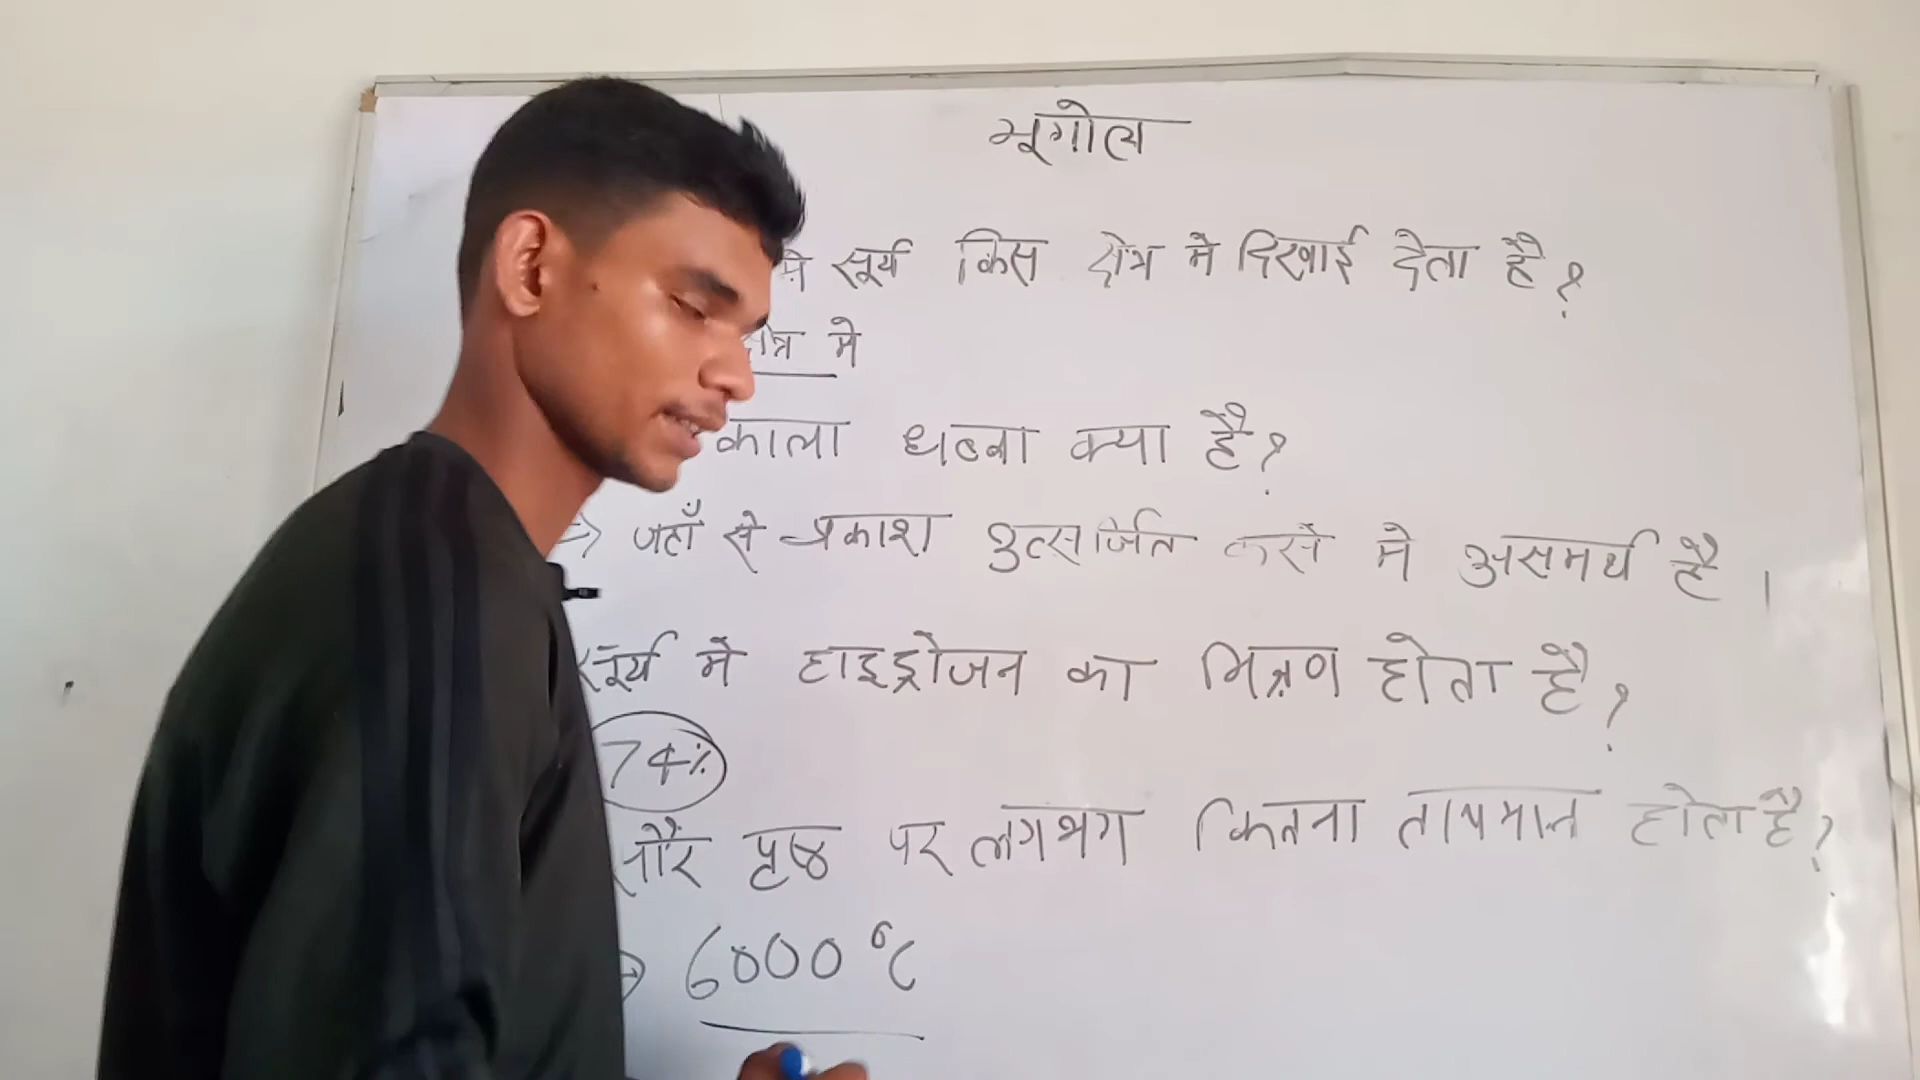 भूगोल
मे सूर्य किस क्षेत्र मे दिखाई देता है?
क्षेत्र मे
काला धब्बा क्या है?
→ जहाँ से प्रकाश उत्सर्जित करने मे असमर्थ है ।
सूर्य मे हाइड्रोजन का मिश्रण होता है?
74%
सौर पृष्ठ पर लगभग कितना तापमान होता है?
→ 6000 °C